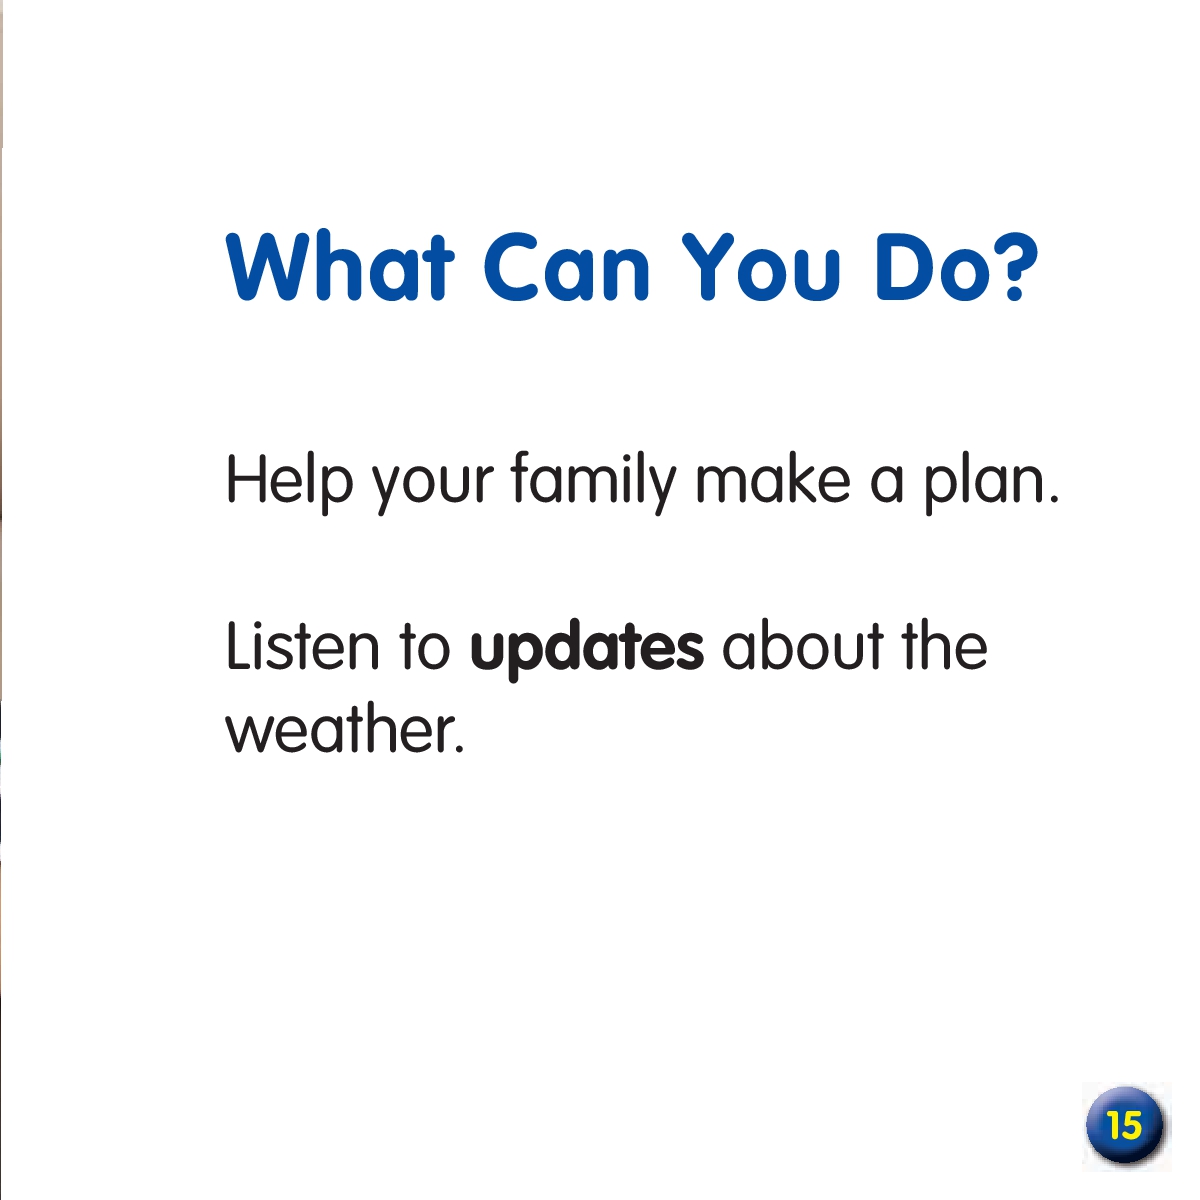 What Can You Do?
Help your family make a plan.
Listen to updates about the
weather.
15